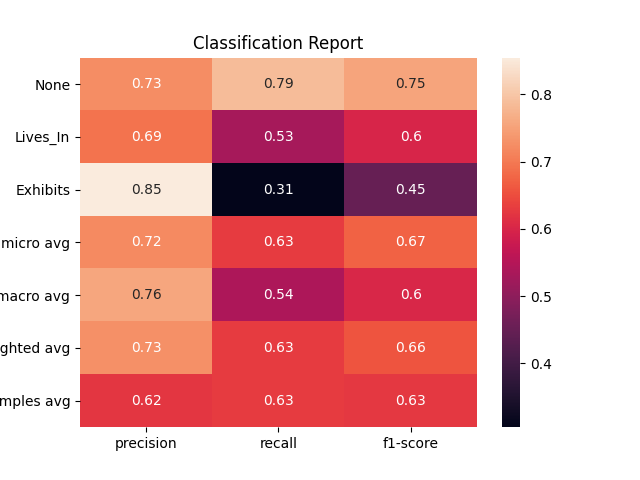 Classification Report
None 0.73 0.79 0.75
Lives_In 0.69 0.53 0.6
Exhibits 0.85 0.31 0.45
micro avg 0.72 0.63 0.67
macro avg 0.76 0.54 0.6
ghted avg 0.73 0.63 0.66
mples avg 0.62 0.63 0.63
precision recall f1-score
0.8
0.7
0.6
0.5
0.4